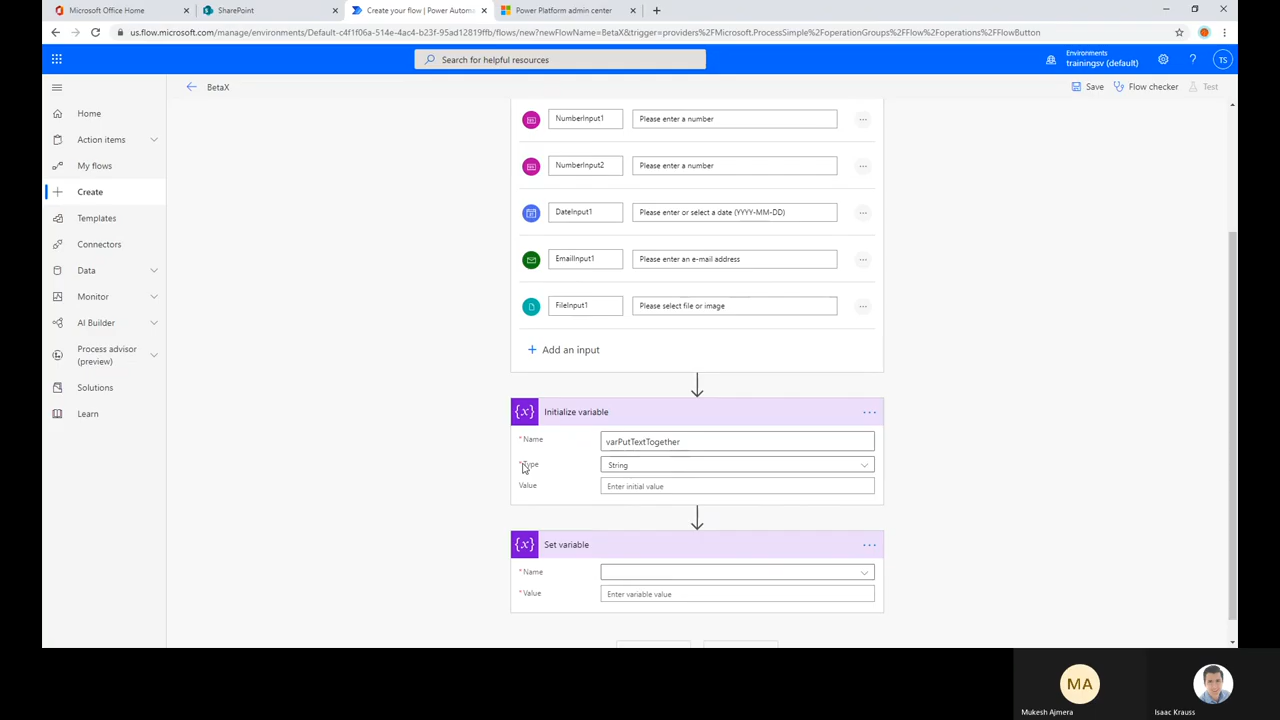 Microsoft Office Home
SharePoint
Create your flow | Power Automa
Power Platform admin center
us.flow.microsoft.com/manage/environments/Default-c4f1f06a-514e-4ac4-b23f-95ad12819ffb/flows/new?newFlowName=BetaX&trigger=providers%2FMicrosoft.ProcessSimple%2FoperationGroups%2FFlow%2Foperations%2FFlowButton
Search for helpful resources
Environments
trainingsv (default)
TS
BetaX
Save
Flow checker
Test
Home
Action items
My flows
Create
Templates
Connectors
Data
Monitor
AI Builder
Process advisor
(preview)
Solutions
Learn
NumberInput1
Please enter a number
NumberInput2
Please enter a number
DateInput1
Please enter or select a date (YYYY-MM-DD)
EmailInput1
Please enter an e-mail address
FileInput1
Please select file or image
+ Add an input
{x} Initialize variable
* Name
varPutTextTogether
* Type
String
Value
Enter initial value
{x} Set variable
* Name
* Value
Enter variable value
MA
Mukesh Ajmera
Isaac Krauss